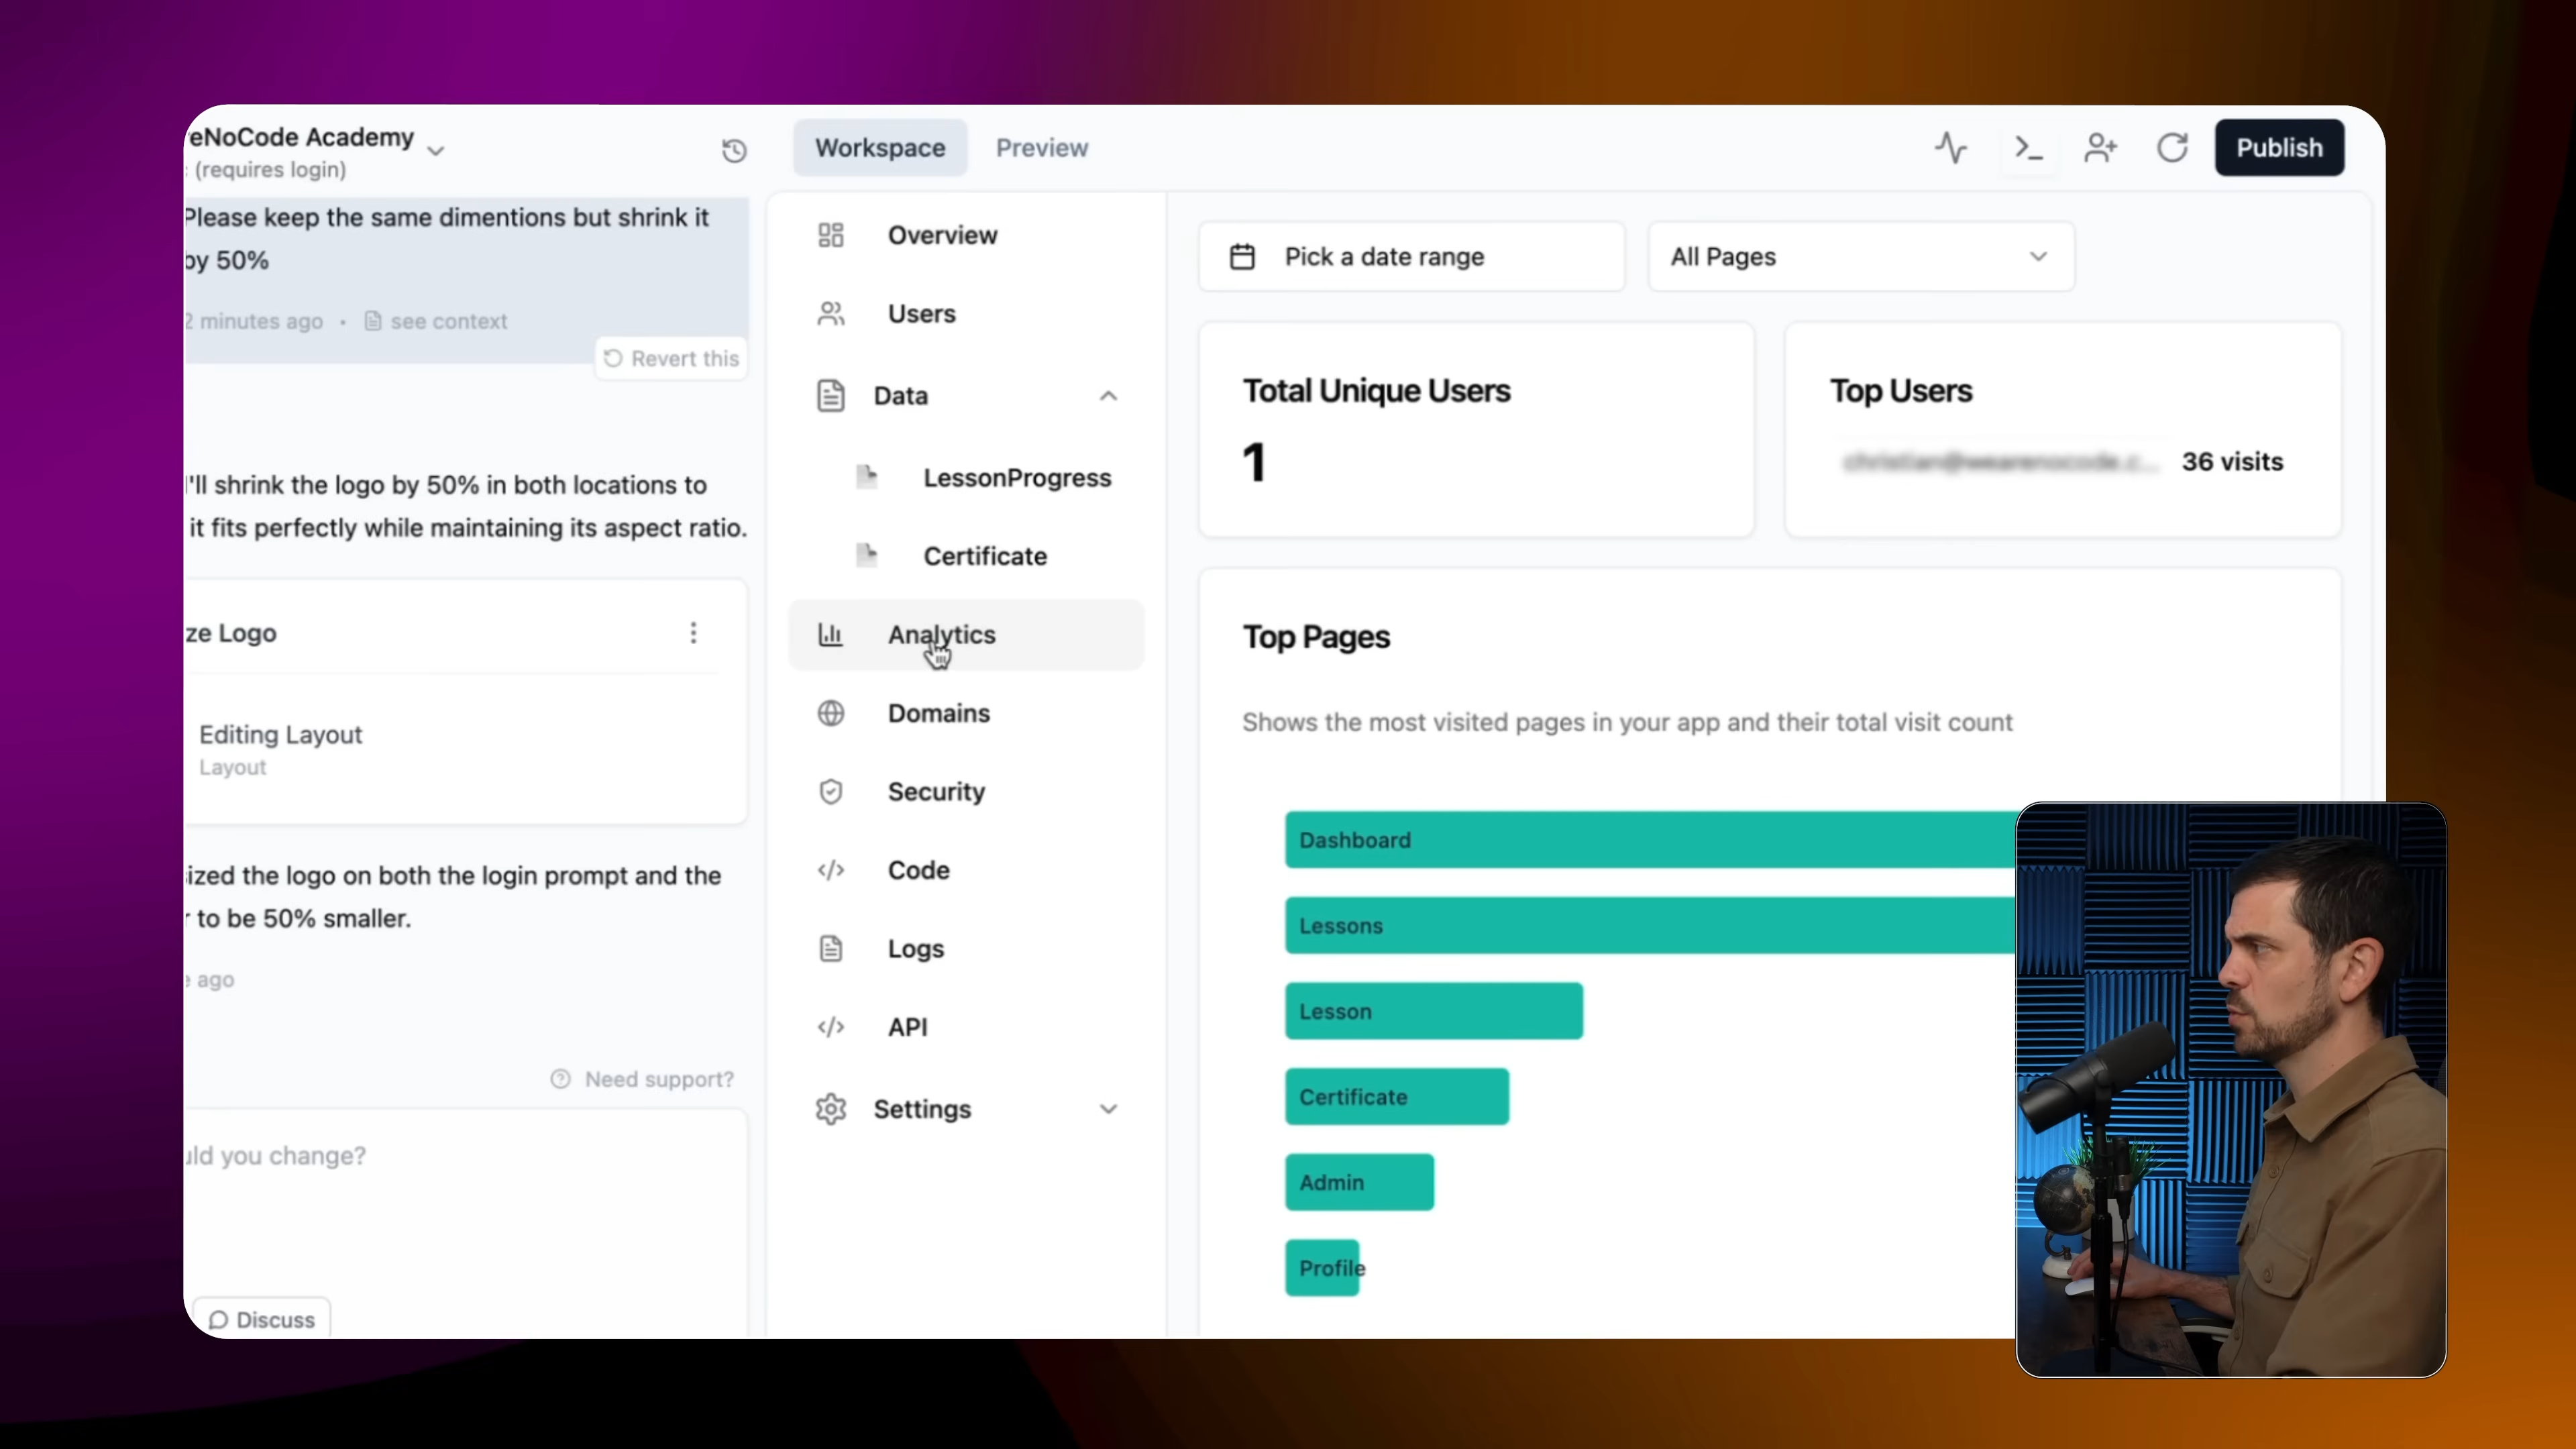 eNoCode Academy
(requires login)
Please keep the same dimentions but shrink it
by 50%
2 minutes ago · see context
Revert this
I'll shrink the logo by 50% in both locations to
it fits perfectly while maintaining its aspect ratio.
ze Logo
Editing Layout
Layout
ized the logo on both the login prompt and the
r to be 50% smaller.
e ago
Need support?
uld you change?
Discuss
Workspace
Preview
Publish
Overview
Users
Data
LessonProgress
Certificate
Analytics
Domains
Security
Code
Logs
API
Settings
Pick a date range
All Pages
Total Unique Users
1
Top Users
36 visits
Top Pages
Shows the most visited pages in your app and their total visit count
Dashboard
Lessons
Lesson
Certificate
Admin
Profile